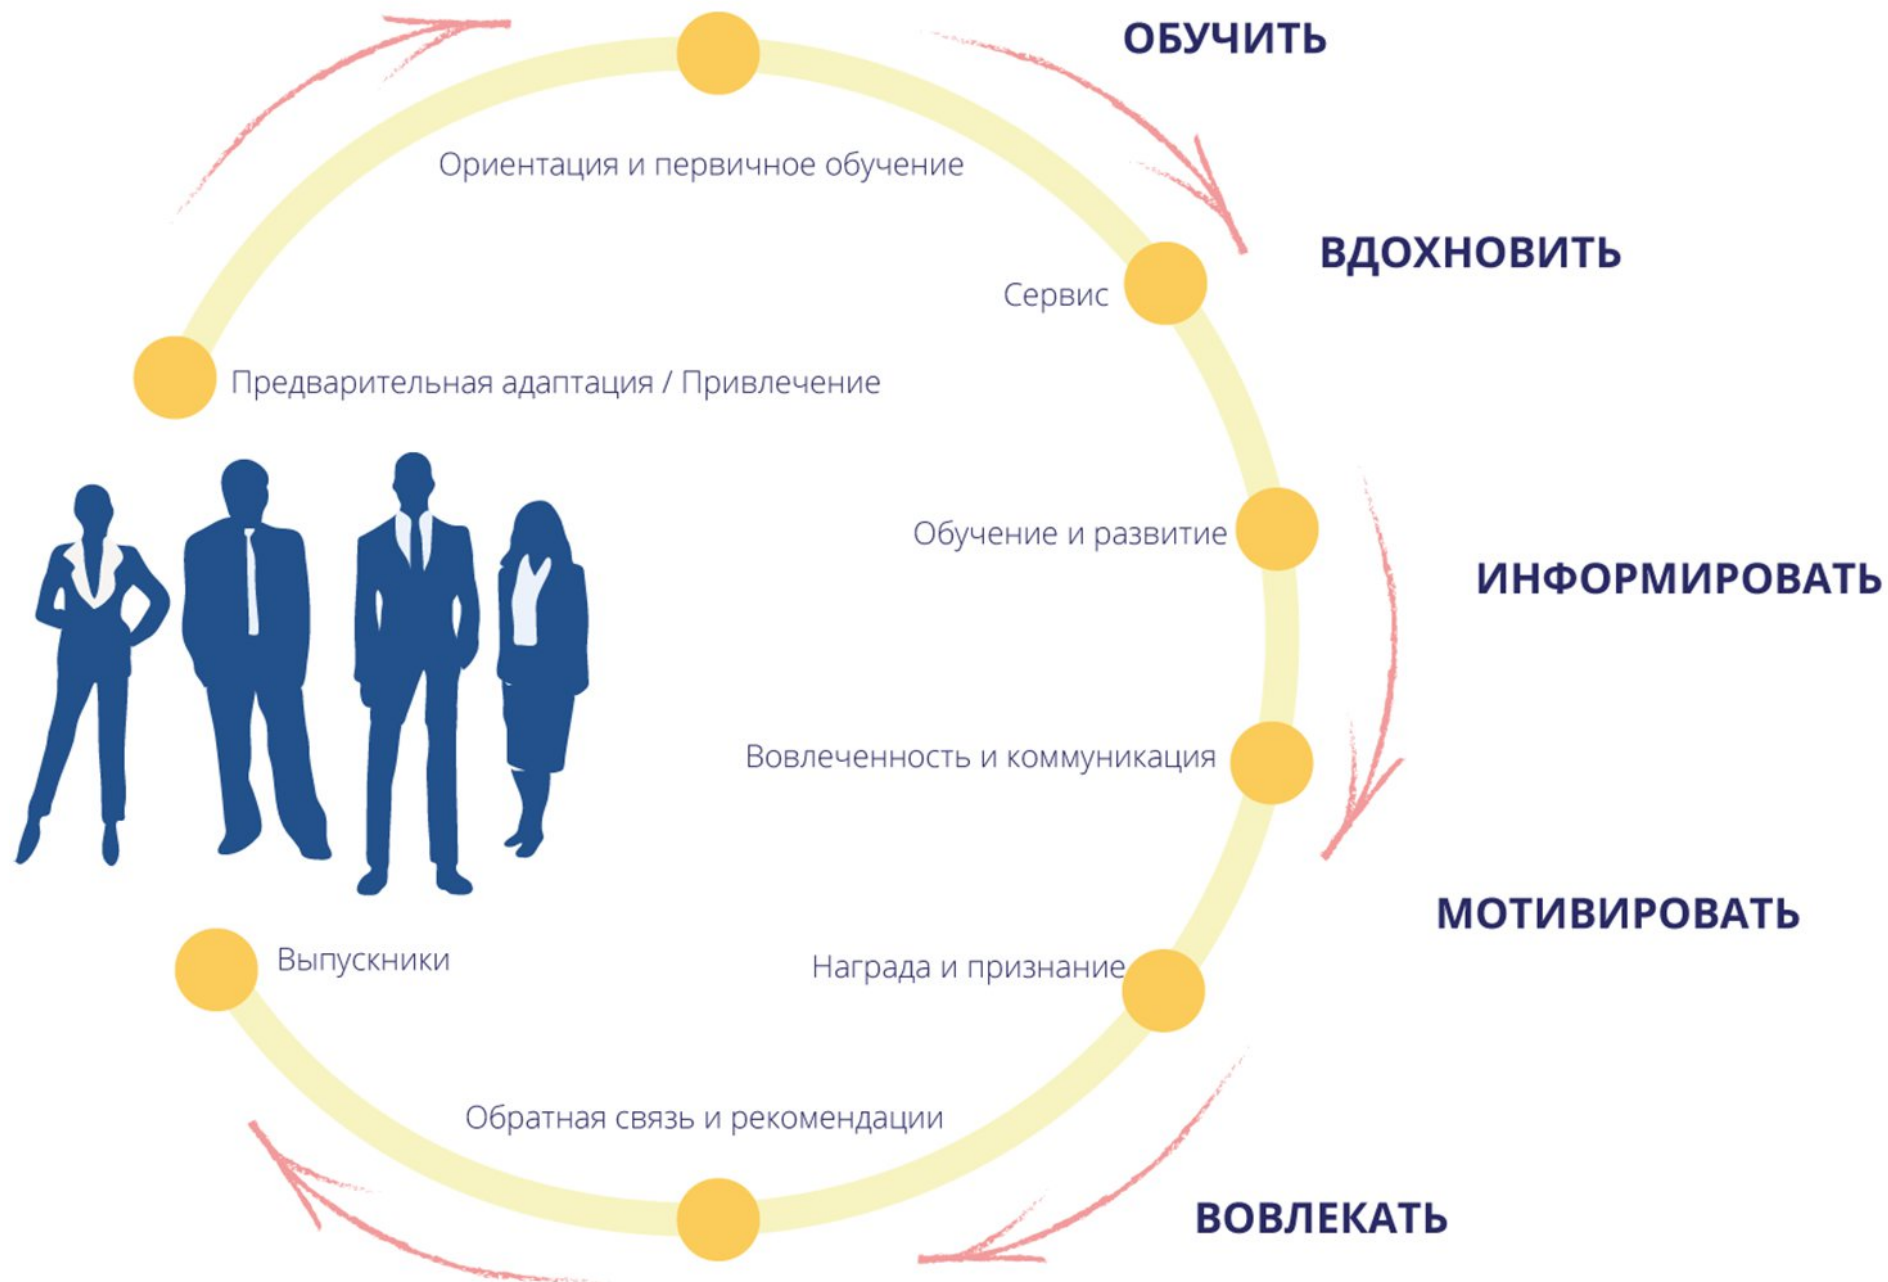 ОБУЧИТЬ
Ориентация и первичное обучение
ВДОХНОВИТЬ
Сервис
Предварительная адаптация / Привлечение
Обучение и развитие
ИНФОРМИРОВАТЬ
Вовлеченность и коммуникация
МОТИВИРОВАТЬ
Выпускники
Награда и признание
Обратная связь и рекомендации
ВОВЛЕКАТЬ